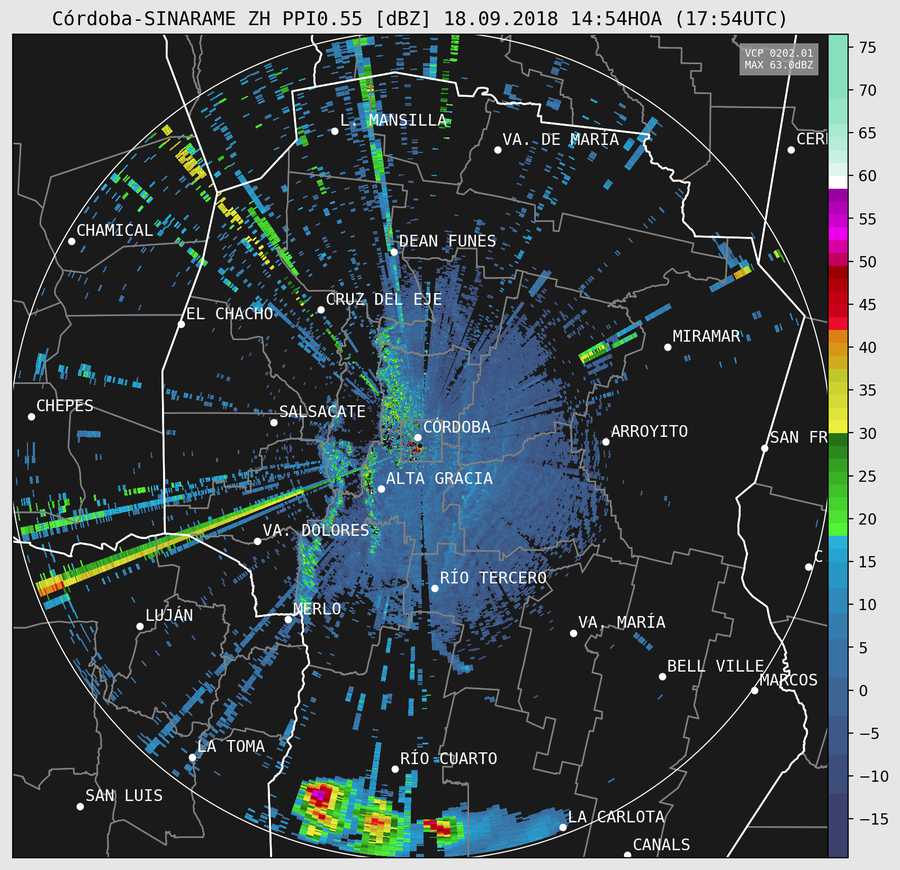 Córdoba-SINARAME ZH PPI0.55 [dBZ] 18.09.2018 14:54HOA (17:54UTC)
VCP 0202.01
MAX 63.0dBZ
L. MANSILLA
VA. DE MARÍA
CERR
CHAMICAL
DEAN FUNES
CRUZ DEL EJE
EL CHACHO
MIRAMAR
CHEPES
SALSACATE
CÓRDOBA
ARROYITO
SAN FR
ALTA GRACIA
VA. DOLORES
C
RÍO TERCERO
LUJÁN
MERLO
VA. MARÍA
BELL VILLE
MARCOS
LA TOMA
RÍO CUARTO
SAN LUIS
LA CARLOTA
CANALS
75
70
65
60
55
50
45
40
35
30
25
20
15
10
5
0
−5
−10
−15